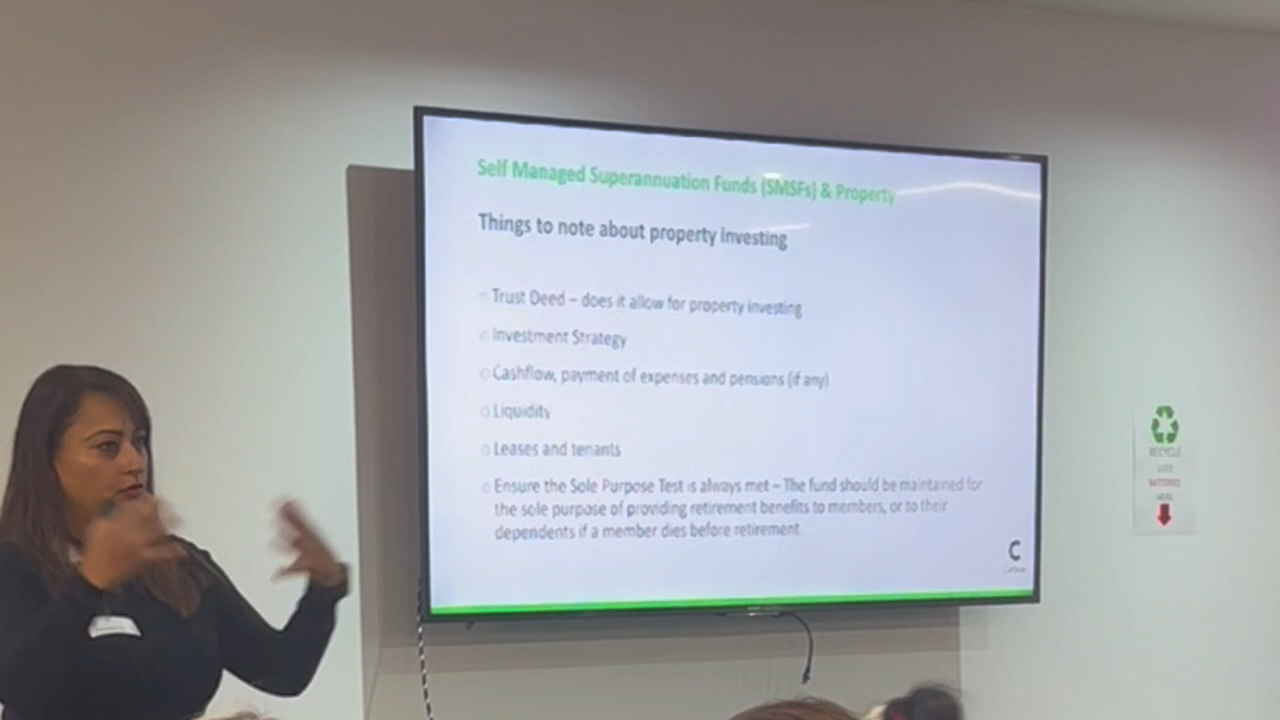 Self Managed Superannuation Funds (SMSFs) & Property
Things to note about property investing
Trust Deed – does it allow for property investing
Investment Strategy
Cashflow, payment of expenses and pensions (if any)
Liquidity
Leases and tenants
Ensure the Sole Purpose Test is always met – The fund should be maintained for
the sole purpose of providing retirement benefits to members, or to their
dependents if a member dies before retirement
C
RECYCLE
USED
BATTERIES
HERE